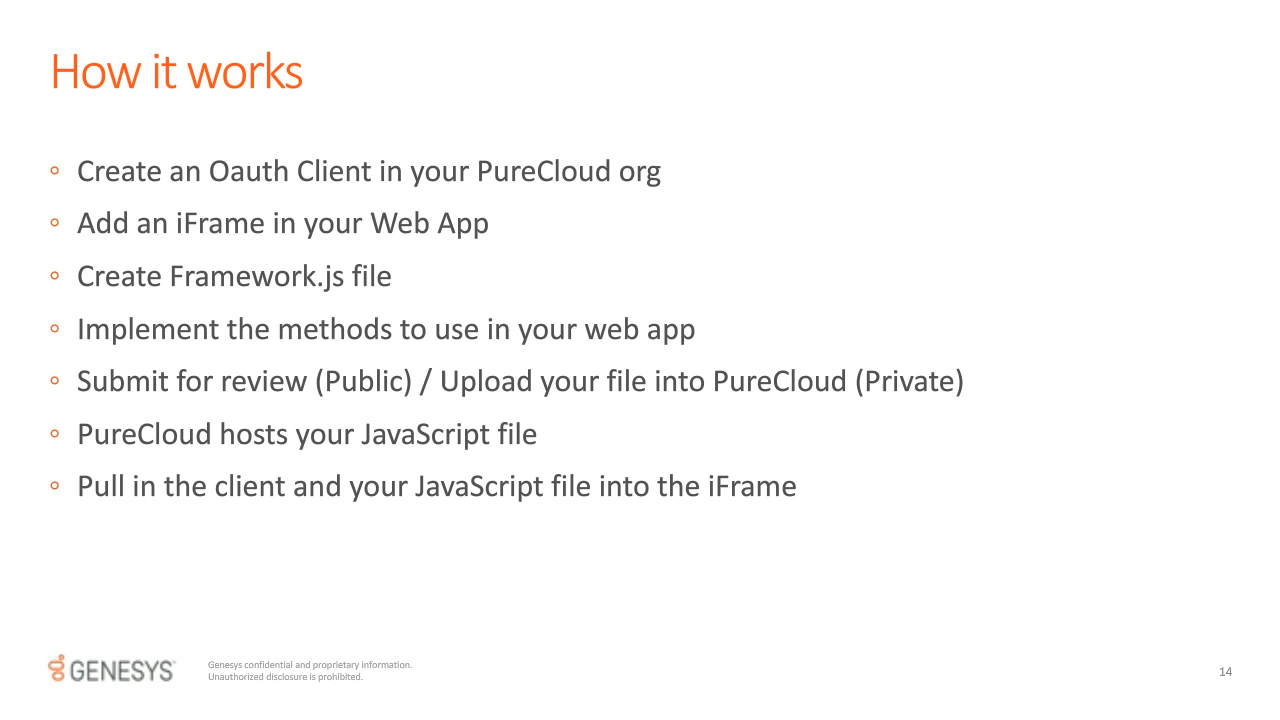 How it works
◦ Create an Oauth Client in your PureCloud org
◦ Add an iFrame in your Web App
◦ Create Framework.js file
◦ Implement the methods to use in your web app
◦ Submit for review (Public) / Upload your file into PureCloud (Private)
◦ PureCloud hosts your JavaScript file
◦ Pull in the client and your JavaScript file into the iFrame
GENESYS™
Genesys confidential and proprietary information.
Unauthorized disclosure is prohibited.
14